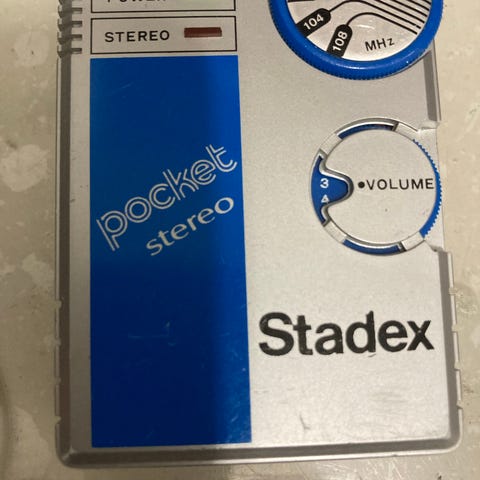 POWER
STEREO
104
108
MHz
3
4
•VOLUME
pocket
stereo
Stadex